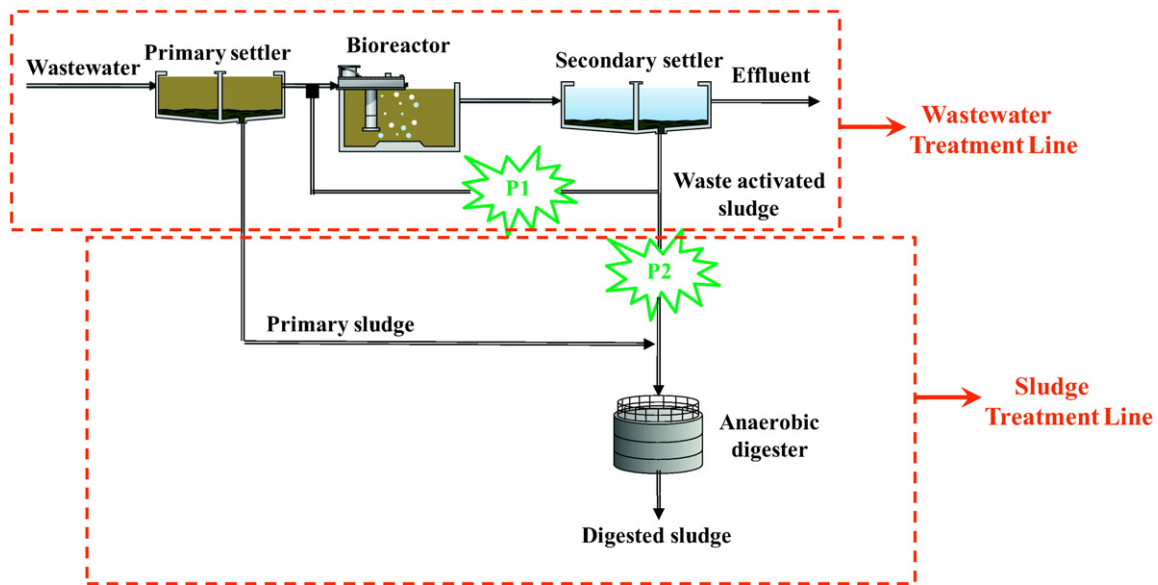 Wastewater
Primary settler
Bioreactor
Secondary settler
Effluent
Wastewater
Treatment Line
P1
Waste activated
sludge
P2
Primary sludge
Anaerobic
digester
Digested sludge
Sludge
Treatment Line